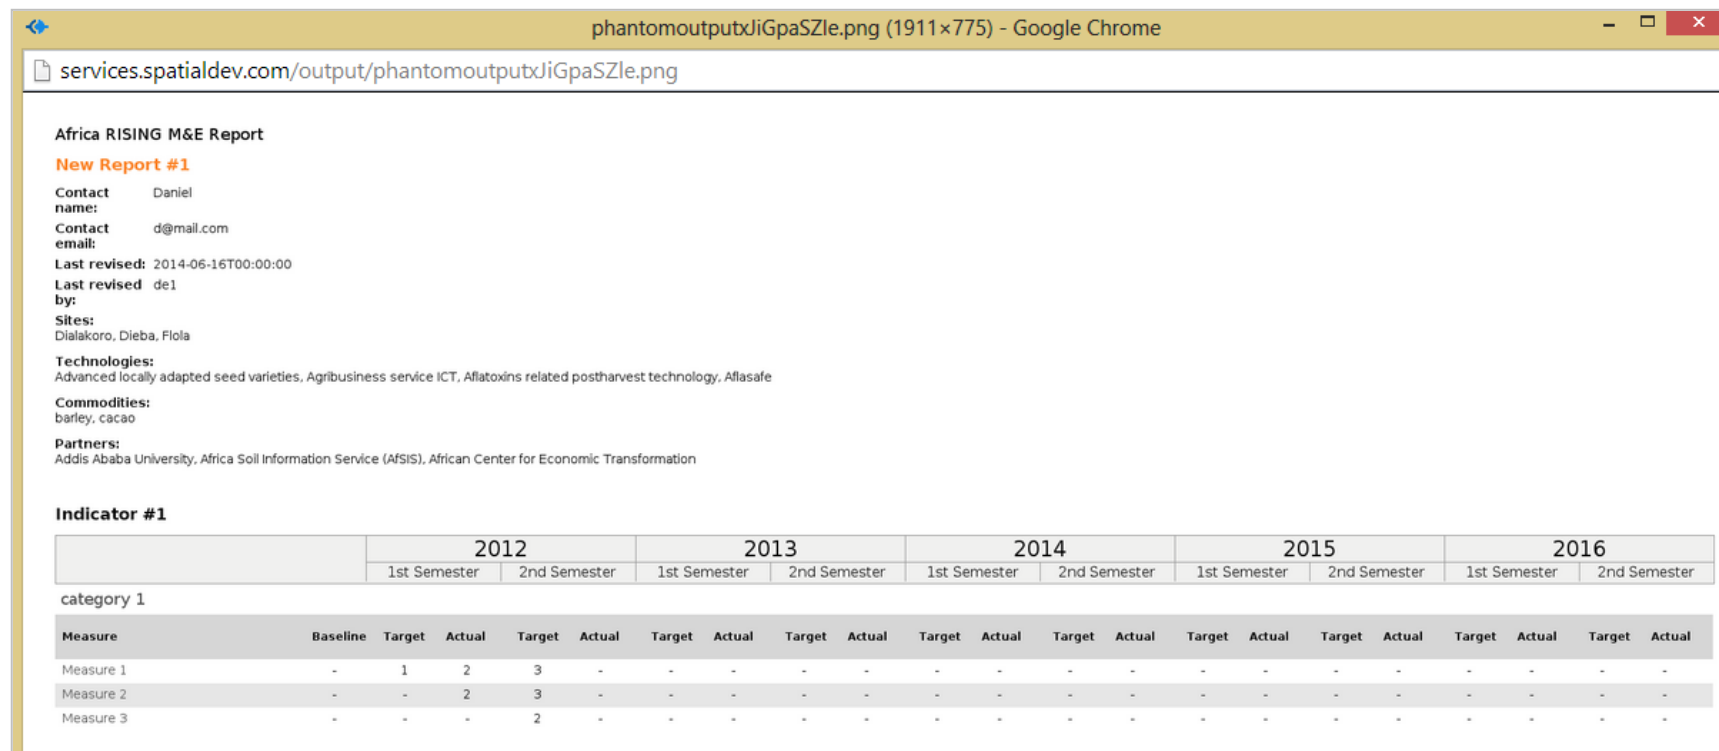 phantomoutputxJiGpaSZle.png (1911×775) - Google Chrome
services.spatialdev.com/output/phantomoutputxJiGpaSZle.png
Africa RISING M&E Report
New Report #1
Contact name: Daniel
Contact email: d@mail.com
Last revised: 2014-06-16T00:00:00
Last revised by: de1
Sites:
Dialakoro, Dieba, Flola
Technologies:
Advanced locally adapted seed varieties, Agribusiness service ICT, Aflatoxins related postharvest technology, Aflasafe
Commodities:
barley, cacao
Partners:
Addis Ababa University, Africa Soil Information Service (AfSIS), African Center for Economic Transformation
Indicator #1
2012 2013 2014 2015 2016
1st Semester 2nd Semester 1st Semester 2nd Semester 1st Semester 2nd Semester 1st Semester 2nd Semester 1st Semester 2nd Semester
category 1
Measure Baseline Target Actual Target Actual Target Actual Target Actual Target Actual Target Actual Target Actual Target Actual Target Actual Target Actual
Measure 1 - 1 2 3 - - - - - - - - - - - - - - - - -
Measure 2 - - 2 3 - - - - - - - - - - - - - - - - -
Measure 3 - - - 2 - - - - - - - - - - - - - - - - -